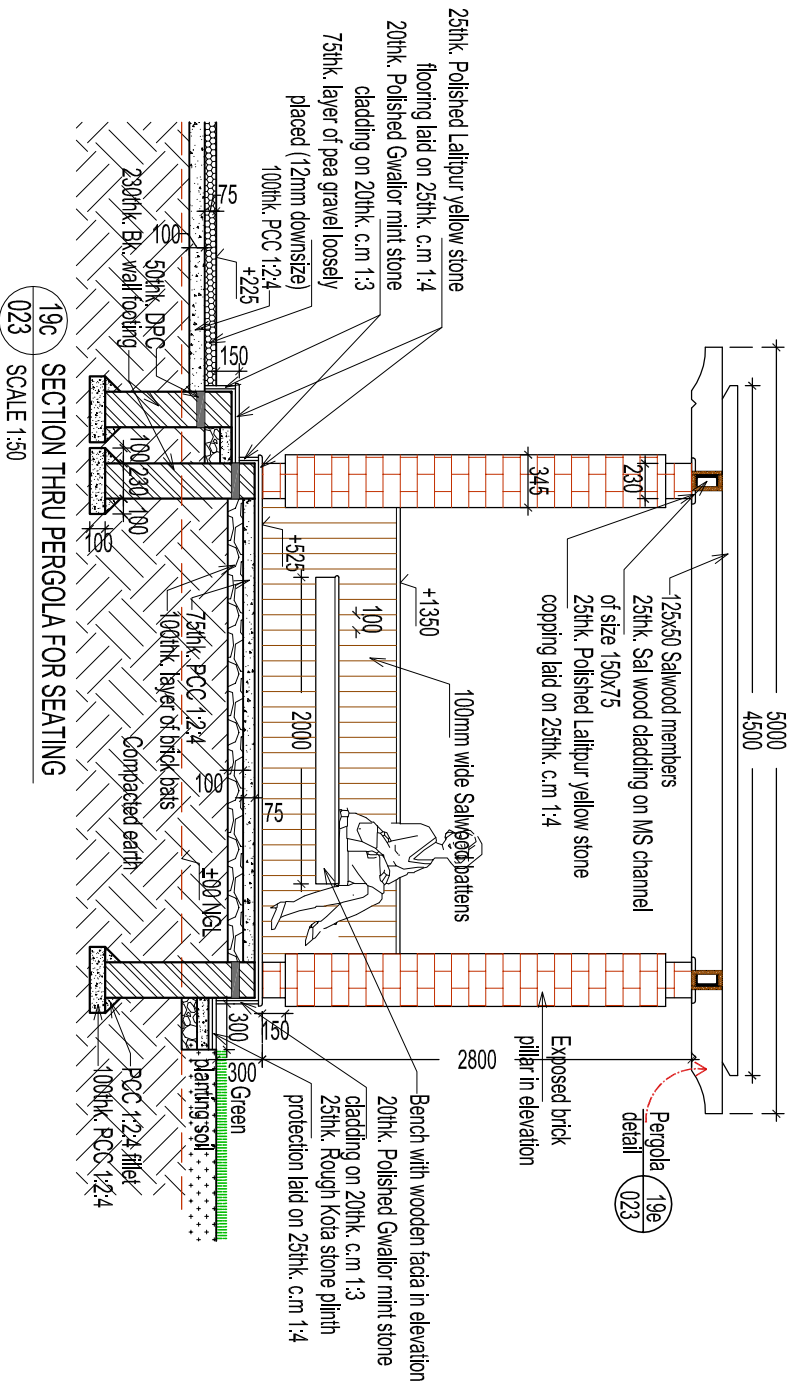 5000
4500
125x50 Salwood members
25thk. Sal wood cladding on MS channel
of size 150x75
25thk. Polished Lalitpur yellow stone
copping laid on 25thk. c.m 1:4
Pergola
detail
19e
023
230
345
Exposed brick
pillar in elevation
2800
+1350
100mm wide Salwood battens
100
2000
+525
25thk. Polished Lalitpur yellow stone
flooring laid on 25thk. c.m 1:4
20thk. Polished Gwalior mint stone
cladding on 20thk. c.m 1:3
75thk. layer of pea gravel loosely
placed (12mm downsize)
100thk. PCC 1:2:4
+225
150
75
100
50thk. DPC
230thk. Bk. wall footing
100
230
100
100
75thk. PCC 1:2:4
100thk. layer of brick bats
100
75
±00 NGL
Compacted earth
Bench with wooden facia in elevation
20thk. Polished Gwalior mint stone
cladding on 20thk. c.m 1:3
25thk. Rough Kota stone plinth
protection laid on 25thk. c.m 1:4
150
300
300
Green
planting soil
PCC 1:2:4 fillet
100thk. PCC 1:2:4
19c
023
SECTION THRU PERGOLA FOR SEATING
SCALE 1:50